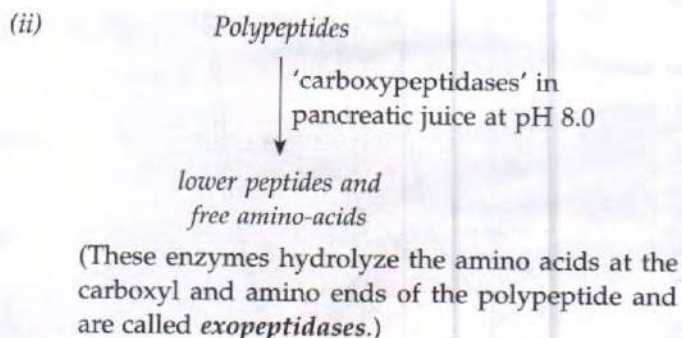 (ii) Polypeptides
'carboxypeptidases' in
pancreatic juice at pH 8.0
lower peptides and
free amino-acids
(These enzymes hydrolyze the amino acids at the
carboxyl and amino ends of the polypeptide and
are called exopeptidases.)